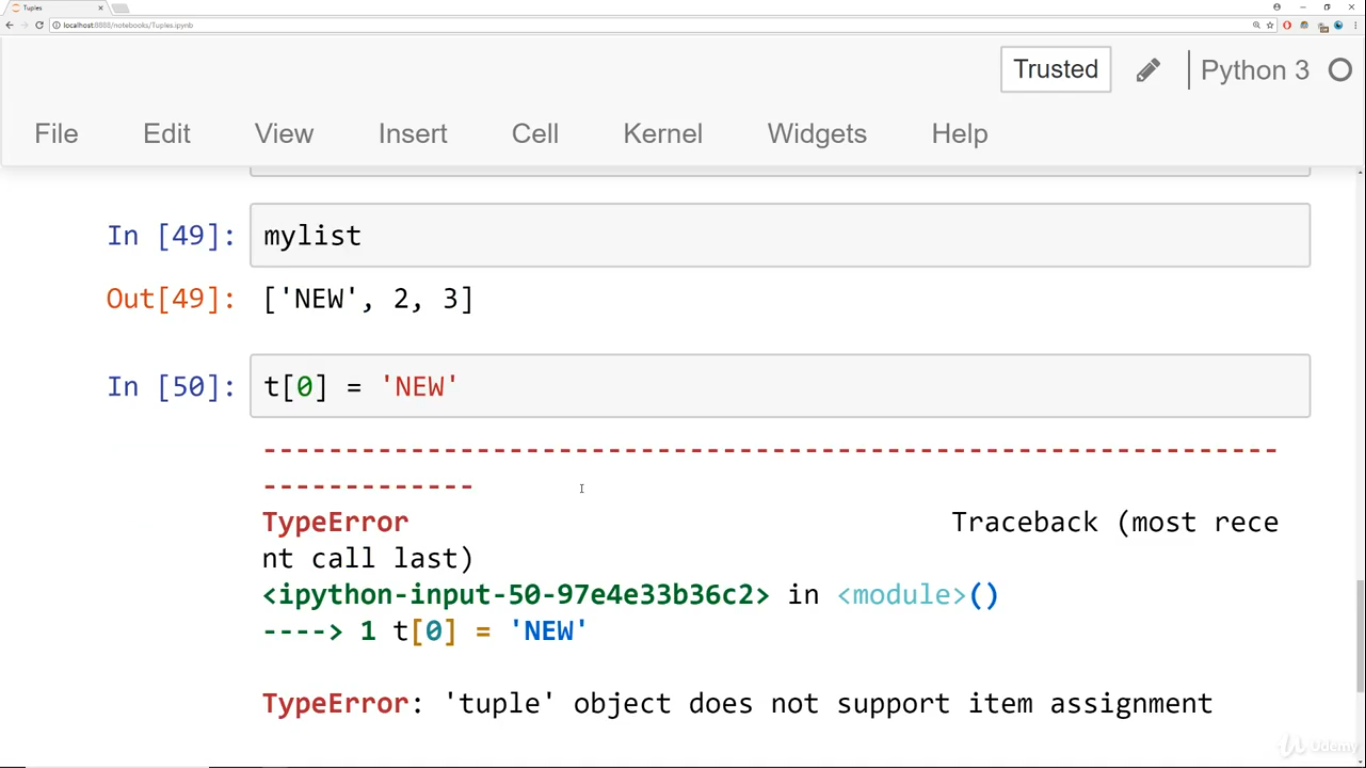 Tuples
localhost:8888/notebooks/Tuples.ipynb
Trusted
Python 3
File Edit View Insert Cell Kernel Widgets Help
In [49]: mylist
Out[49]: ['NEW', 2, 3]
In [50]: t[0] = 'NEW'
---------------------------------------------------------------
-------------
TypeError Traceback (most rece
nt call last)
<ipython-input-50-97e4e33b36c2> in <module>()
----> 1 t[0] = 'NEW'
TypeError: 'tuple' object does not support item assignment
Udemy